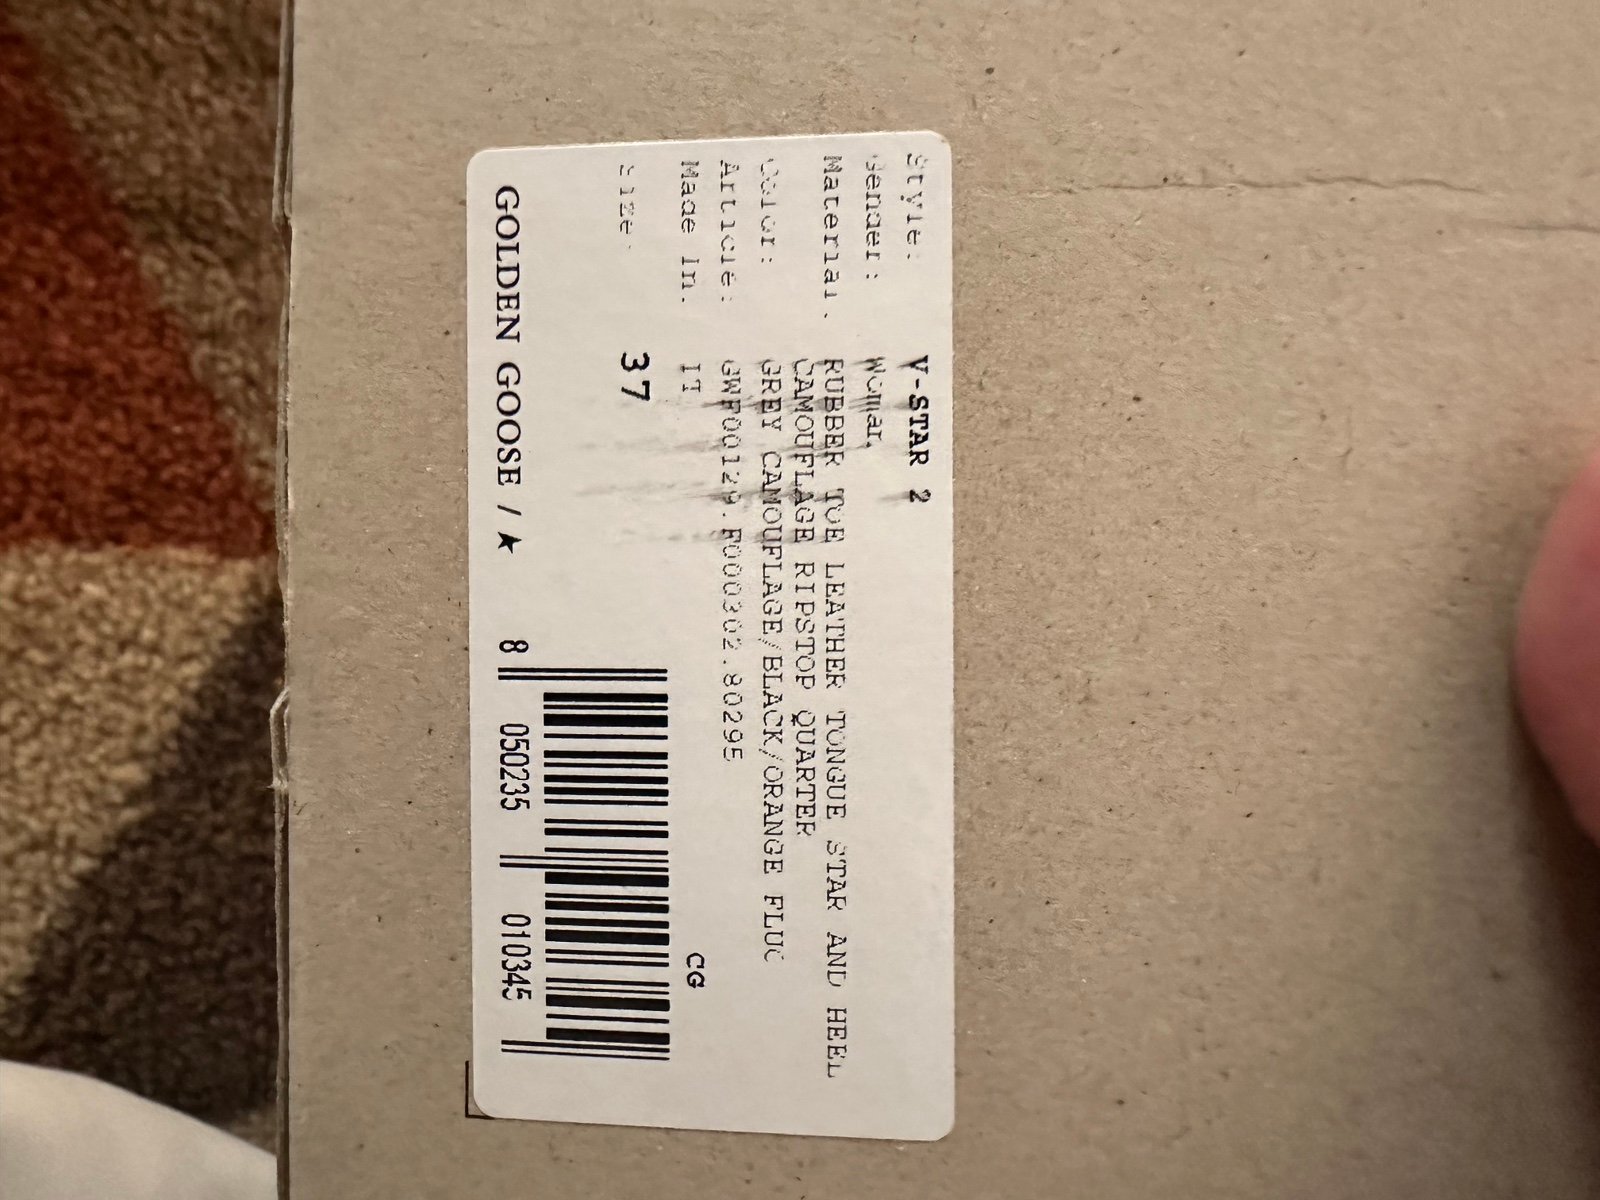 Style: V-STAR 2
Gender: Woman
Material: RUBBER TOE LEATHER TONGUE STAR AND HEEL
CAMOUFLAGE RIPSTOP QUARTER
Color: GREY CAMOUFLAGE/BLACK/ORANGE FLUO
Article: GWF00129.F000302.80295
Made In: IT
Size: 37
CG
GOLDEN GOOSE / ★
8 050235 010345